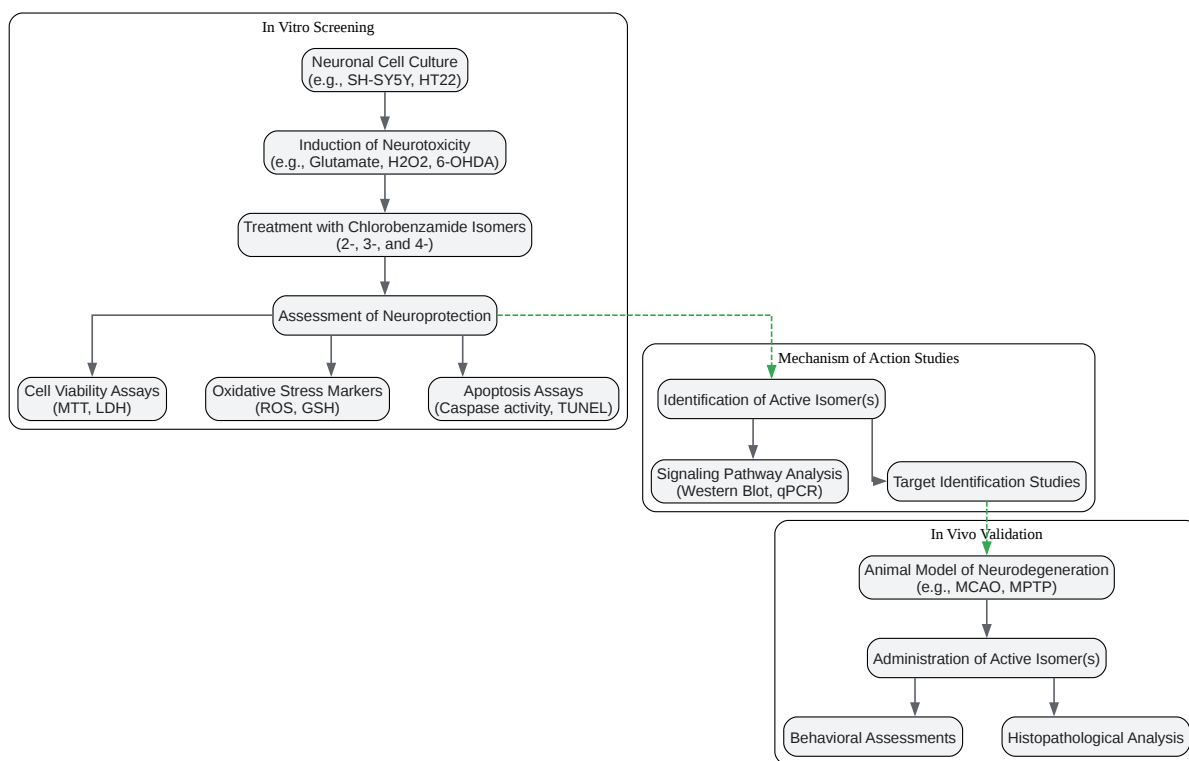 In Vitro Screening
Neuronal Cell Culture
(e.g., SH-SY5Y, HT22)
Induction of Neurotoxicity
(e.g., Glutamate, H2O2, 6-OHDA)
Treatment with Chlorobenzamide Isomers
(2-, 3-, and 4-)
Assessment of Neuroprotection
Cell Viability Assays
(MTT, LDH)
Oxidative Stress Markers
(ROS, GSH)
Apoptosis Assays
(Caspase activity, TUNEL)
Mechanism of Action Studies
Identification of Active Isomer(s)
Signaling Pathway Analysis
(Western Blot, qPCR)
Target Identification Studies
In Vivo Validation
Animal Model of Neurodegeneration
(e.g., MCAO, MPTP)
Administration of Active Isomer(s)
Behavioral Assessments
Histopathological Analysis